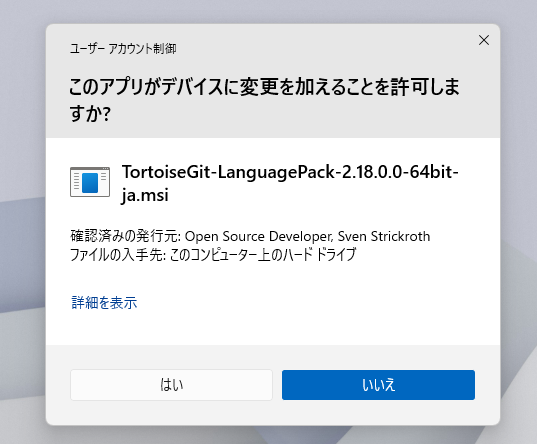 ユーザー アカウント制御
このアプリがデバイスに変更を加えることを許可しま
すか?
TortoiseGit-LanguagePack-2.18.0.0-64bit-
ja.msi
確認済みの発行元: Open Source Developer, Sven Strickroth
ファイルの入手先: このコンピューター上のハード ドライブ
詳細を表示
はい
いいえ